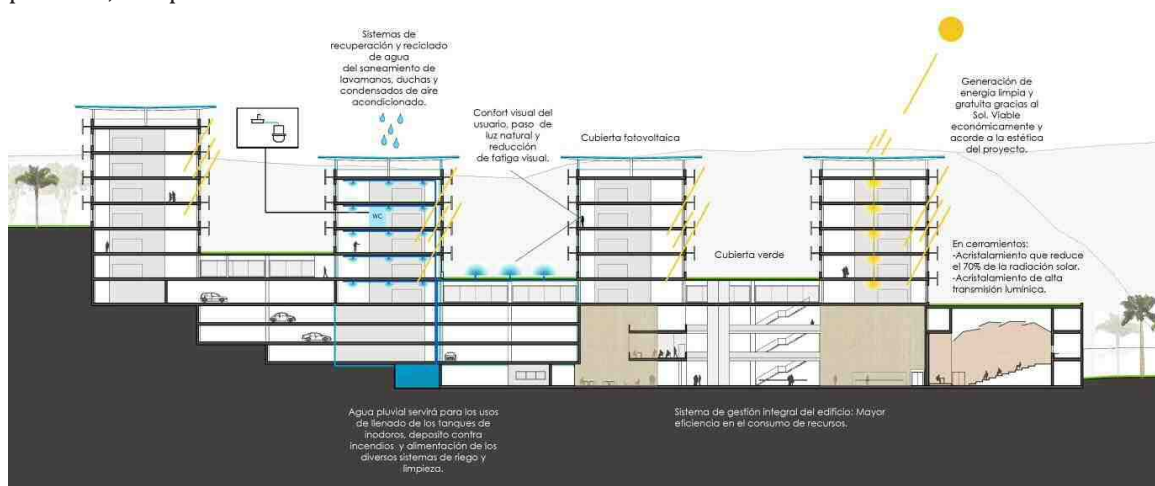 Sistemas de
recuperación y reciclado
de agua
del saneamiento de
lavamanos, duchas y
condensados de aire
acondicionado.
Confort visual del
usuario, paso de
luz natural y
reducción
de fatiga visual.
Cubierta fotovoltaica
Generación de
energía limpia y
gratuita gracias al
Sol. Viable
económicamente y
acorde a la estética
del proyecto.
WC
Cubierta verde
En cerramientos:
-Acristalamiento que reduce
el 70% de la radiación solar.
-Acristalamiento de alta
transmisión lumínica.
Agua pluvial servirá para los usos
de llenado de los tanques de
inodoros, deposito contra
incendios y alimentación de los
diversos sistemas de riego y
limpieza.
Sistema de gestión integral del edificio: Mayor
eficiencia en el consumo de recursos.